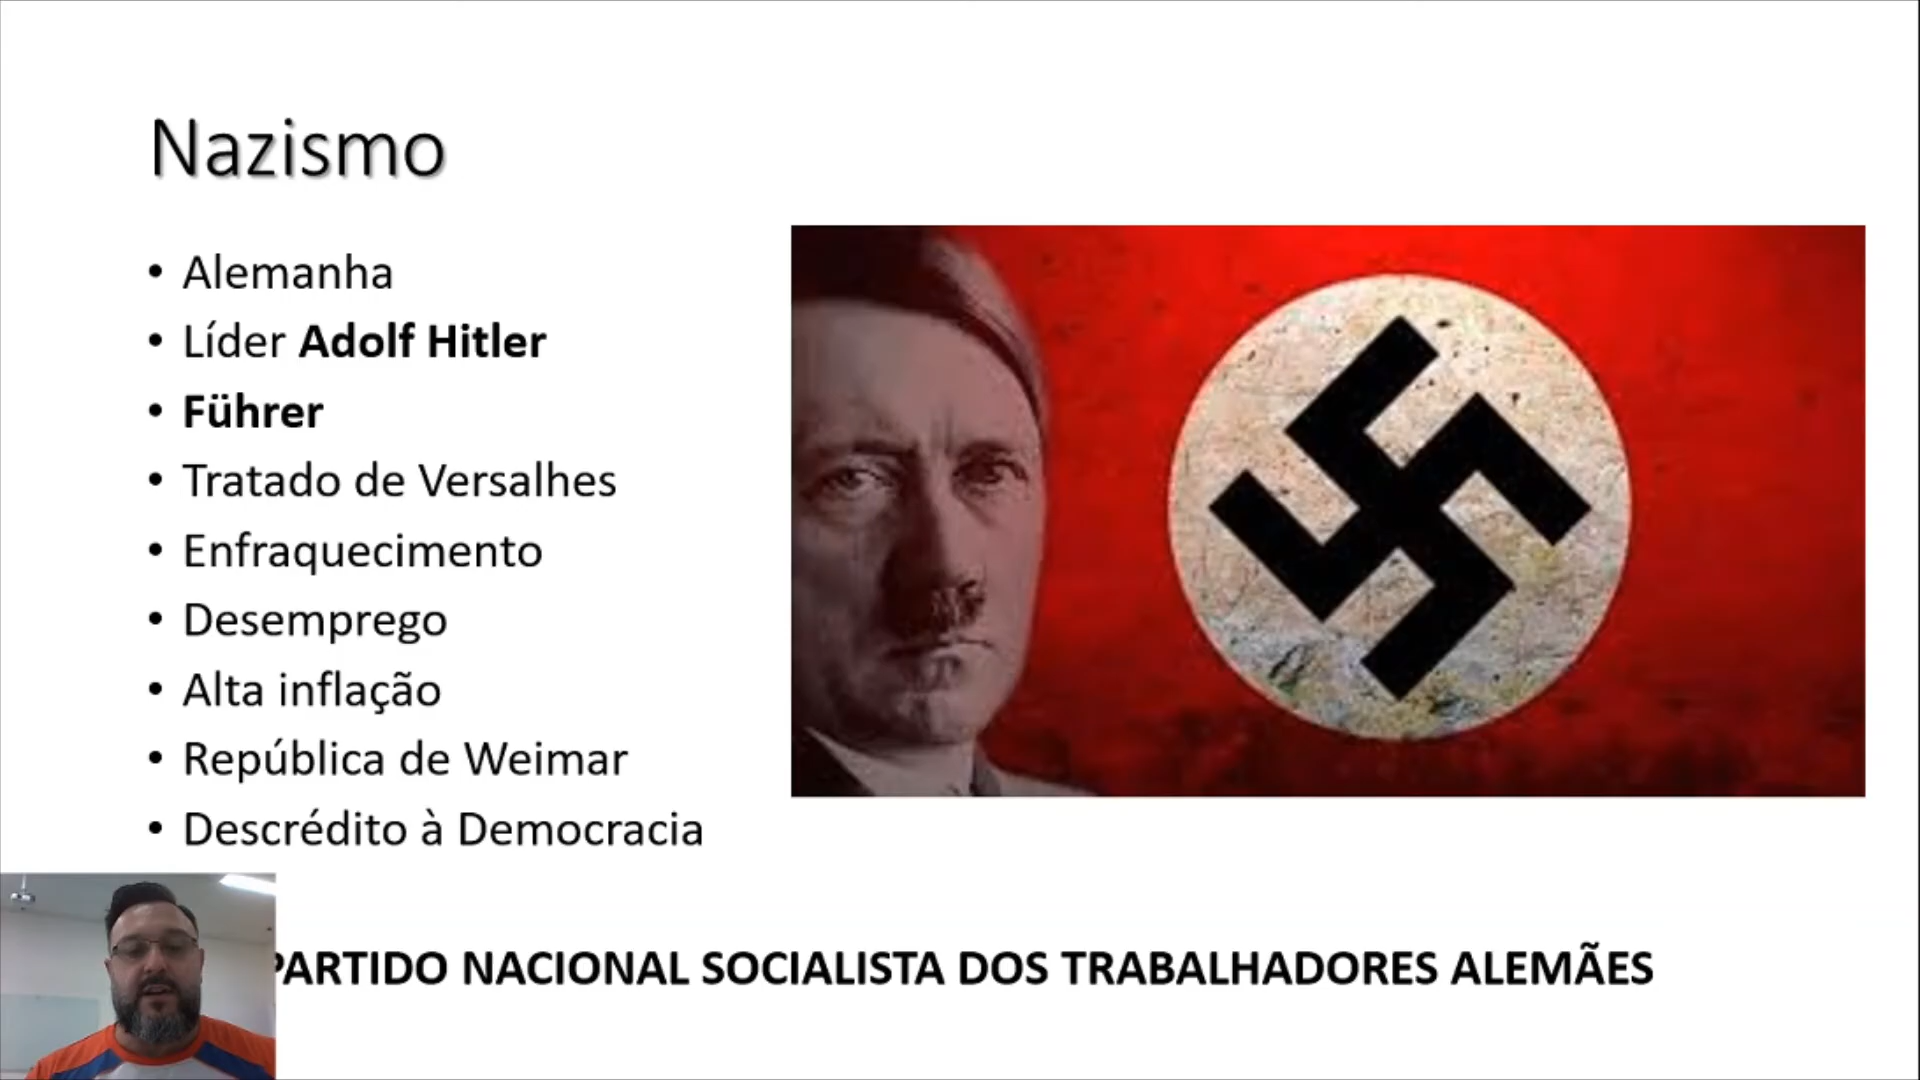 Nazismo
• Alemanha
• Líder Adolf Hitler
• Führer
• Tratado de Versalhes
• Enfraquecimento
• Desemprego
• Alta inflação
• República de Weimar
• Descrédito à Democracia
PARTIDO NACIONAL SOCIALISTA DOS TRABALHADORES ALEMÃES